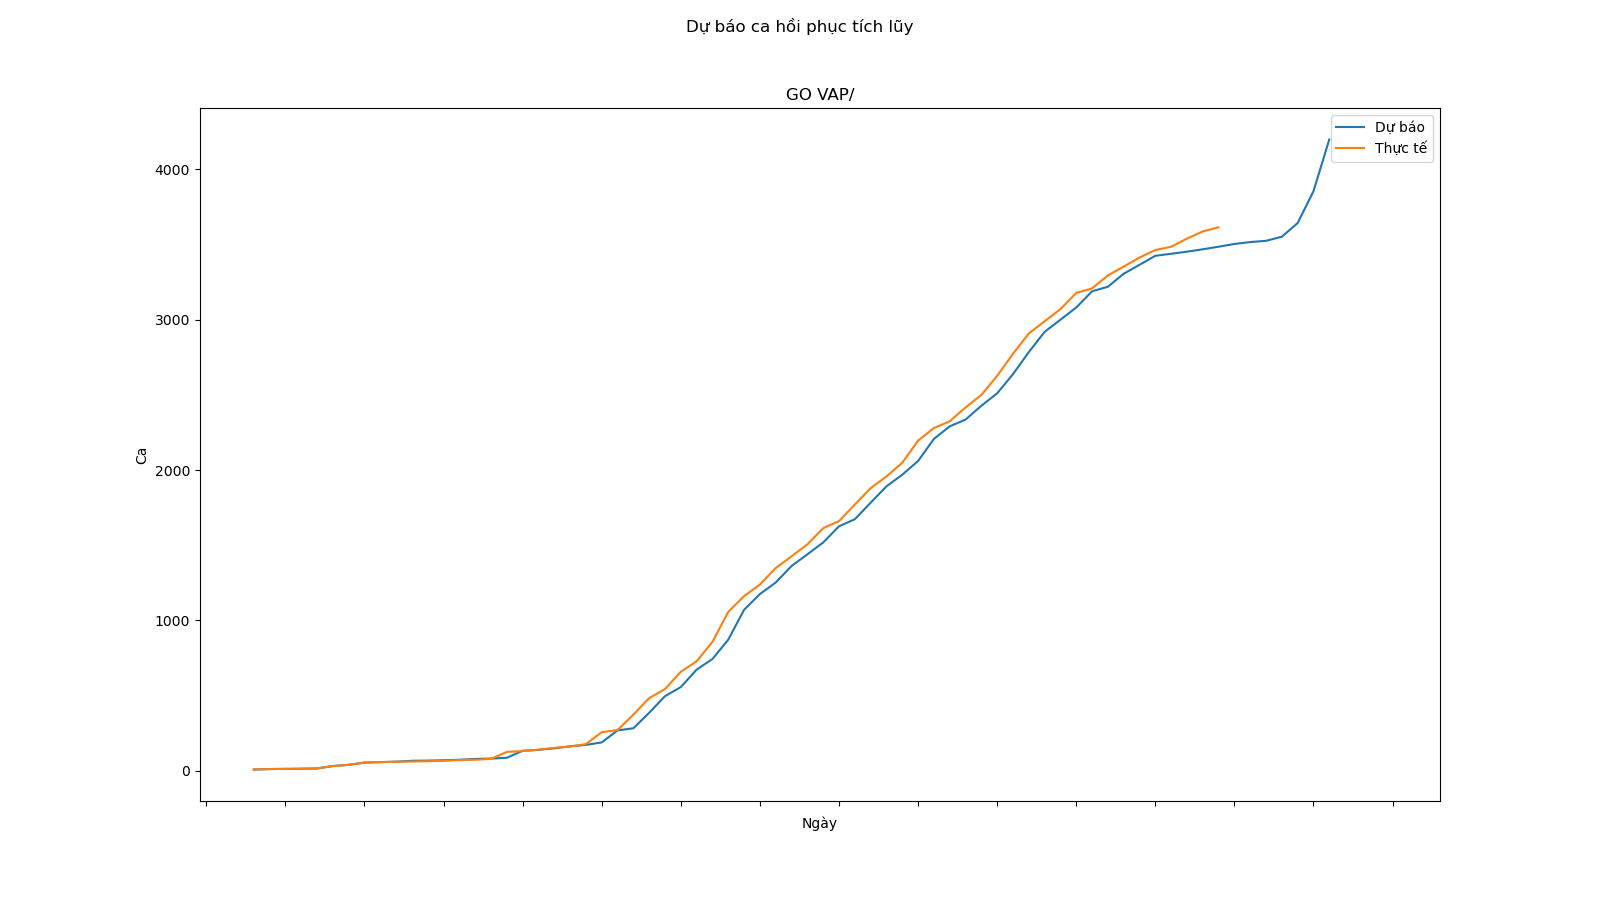 Dự báo ca hồi phục tích lũy
GO VAP/
Dự báo
Thực tế
4000
3000
2000
1000
0
Ca
Ngày